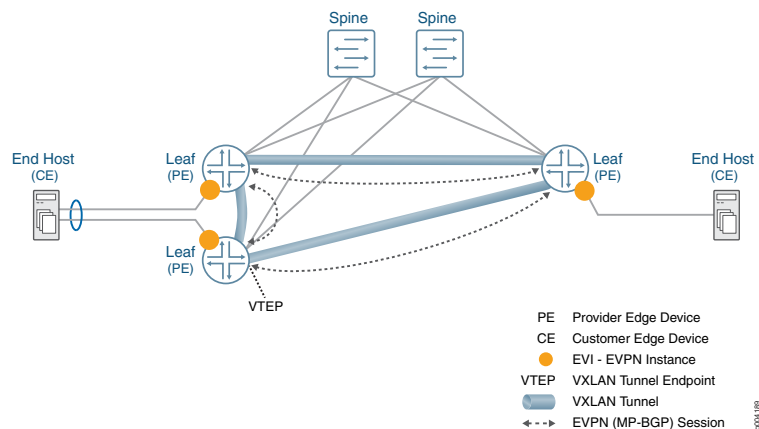 Spine
Spine
End Host
(CE)
Leaf
(PE)
Leaf
(PE)
End Host
(CE)
Leaf
(PE)
VTEP
PE Provider Edge Device
CE Customer Edge Device
EVI - EVPN Instance
VTEP VXLAN Tunnel Endpoint
VXLAN Tunnel
EVPN (MP-BGP) Session
g004189